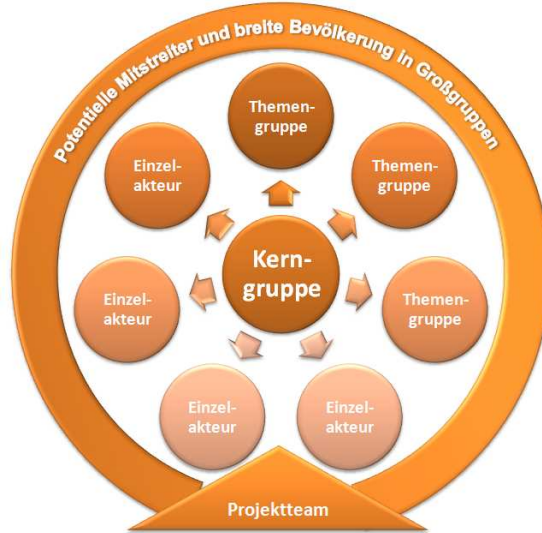 Potentielle Mitstreiter und breite Bevölkerung in Großgruppen
Themen-
gruppe
Einzel-
akteur
Themen-
gruppe
Kern-
gruppe
Einzel-
akteur
Themen-
gruppe
Einzel-
akteur
Einzel-
akteur
Projektteam